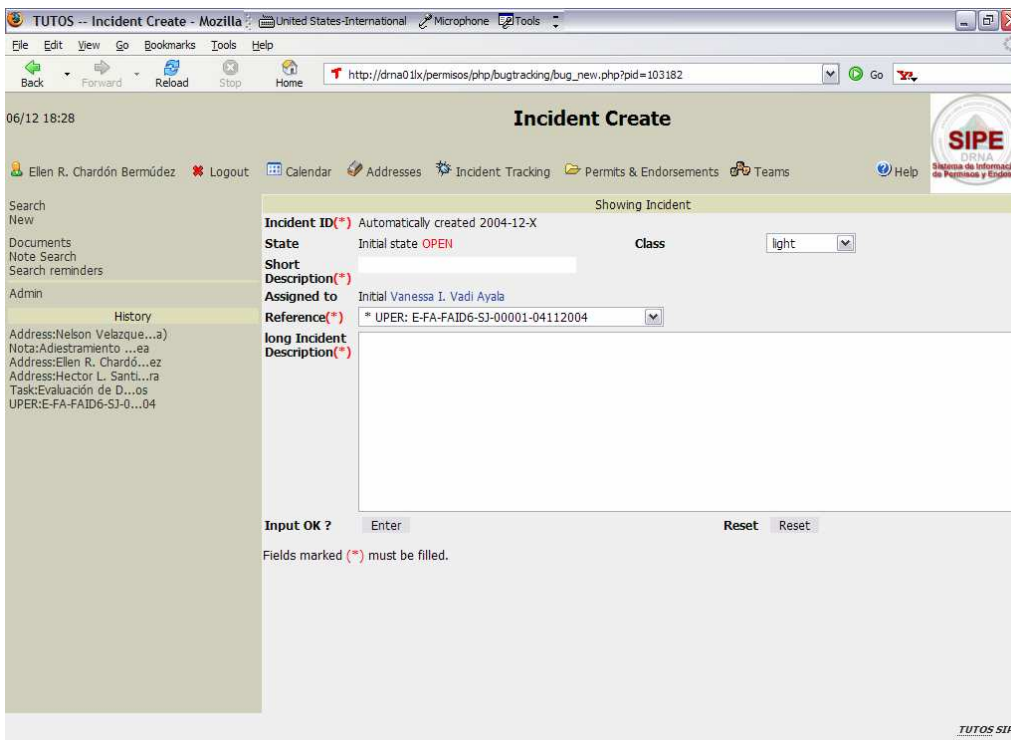 TUTOS -- Incident Create - Mozilla
United States-International Microphone Tools
File Edit View Go Bookmarks Tools Help
Back Forward Reload Stop Home http://drna01lx/permisos/php/bugtracking/bug_new.php?pid=103182 Go
06/12 18:28
Incident Create
SIPE
DRNA
Sistema de
Permisos y
Ellen R. Chardón Bermúdez Logout Calendar Addresses Incident Tracking Permits & Endorsements Teams Help
Search
New
Documents
Note Search
Search reminders
Admin
History
Address:Nelson Velazque...a)
Nota:Adiestramiento ...ea
Address:Ellen R. Chardó...ez
Address:Hector L. Santi...ra
Task:Evaluación de D...os
UPER:E-FA-FAID6-SJ-0...04
Showing Incident
Incident ID(*) Automatically created 2004-12-X
State Initial state OPEN Class light
Short
Description(*)
Assigned to Initial Vanessa I. Vadi Ayala
Reference(*) * UPER: E-FA-FAID6-SJ-00001-04112004
long Incident
Description(*)
Input OK ? Enter Reset Reset
Fields marked (*) must be filled.
TUTOS